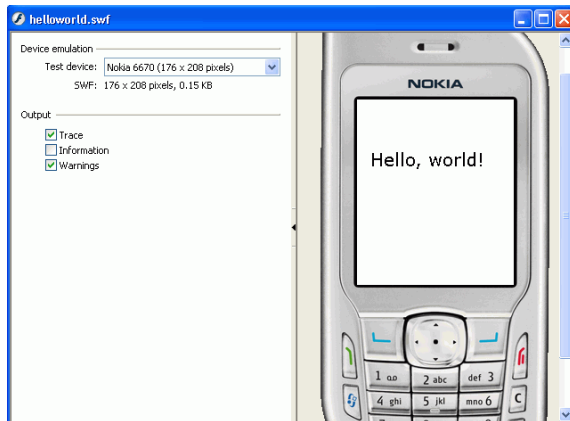 helloworld.swf
Device emulation
Test device: Nokia 6670 (176 x 208 pixels)
SWF: 176 x 208 pixels, 0.15 KB
Output
Trace
Information
Warnings
NOKIA
Hello, world!
1
2 abc
def 3
4 ghi
5 jkl
mno 6
C